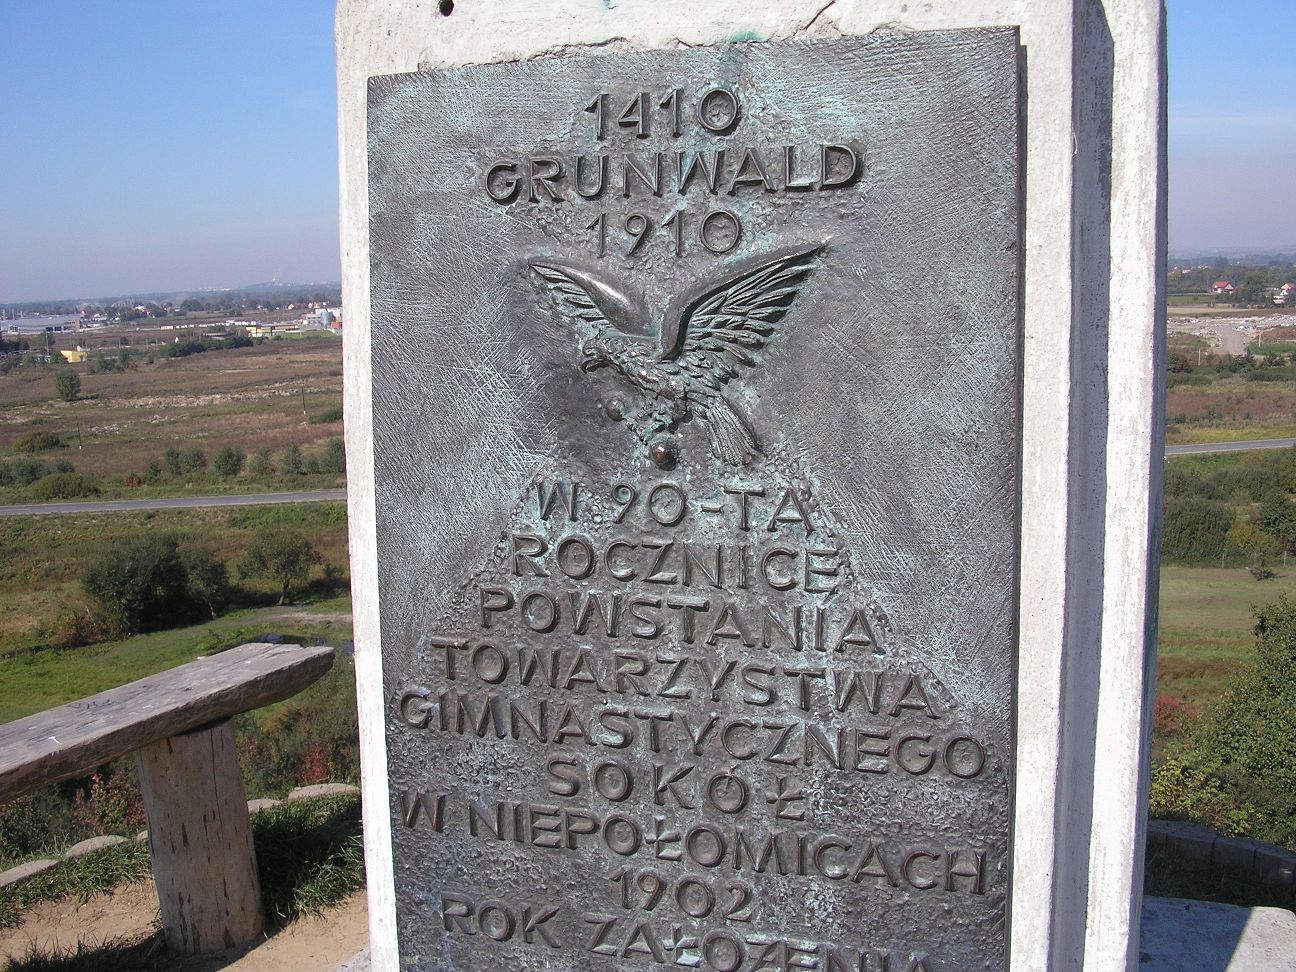 1410
GRUNWALD
1910
W 90-TĄ
ROCZNICĘ
POWSTANIA
TOWARZYSTWA
GIMNASTYCZNEGO
SOKÓŁ
W NIEPOŁOMICACH
1902
ROK ZAŁOŻENIA